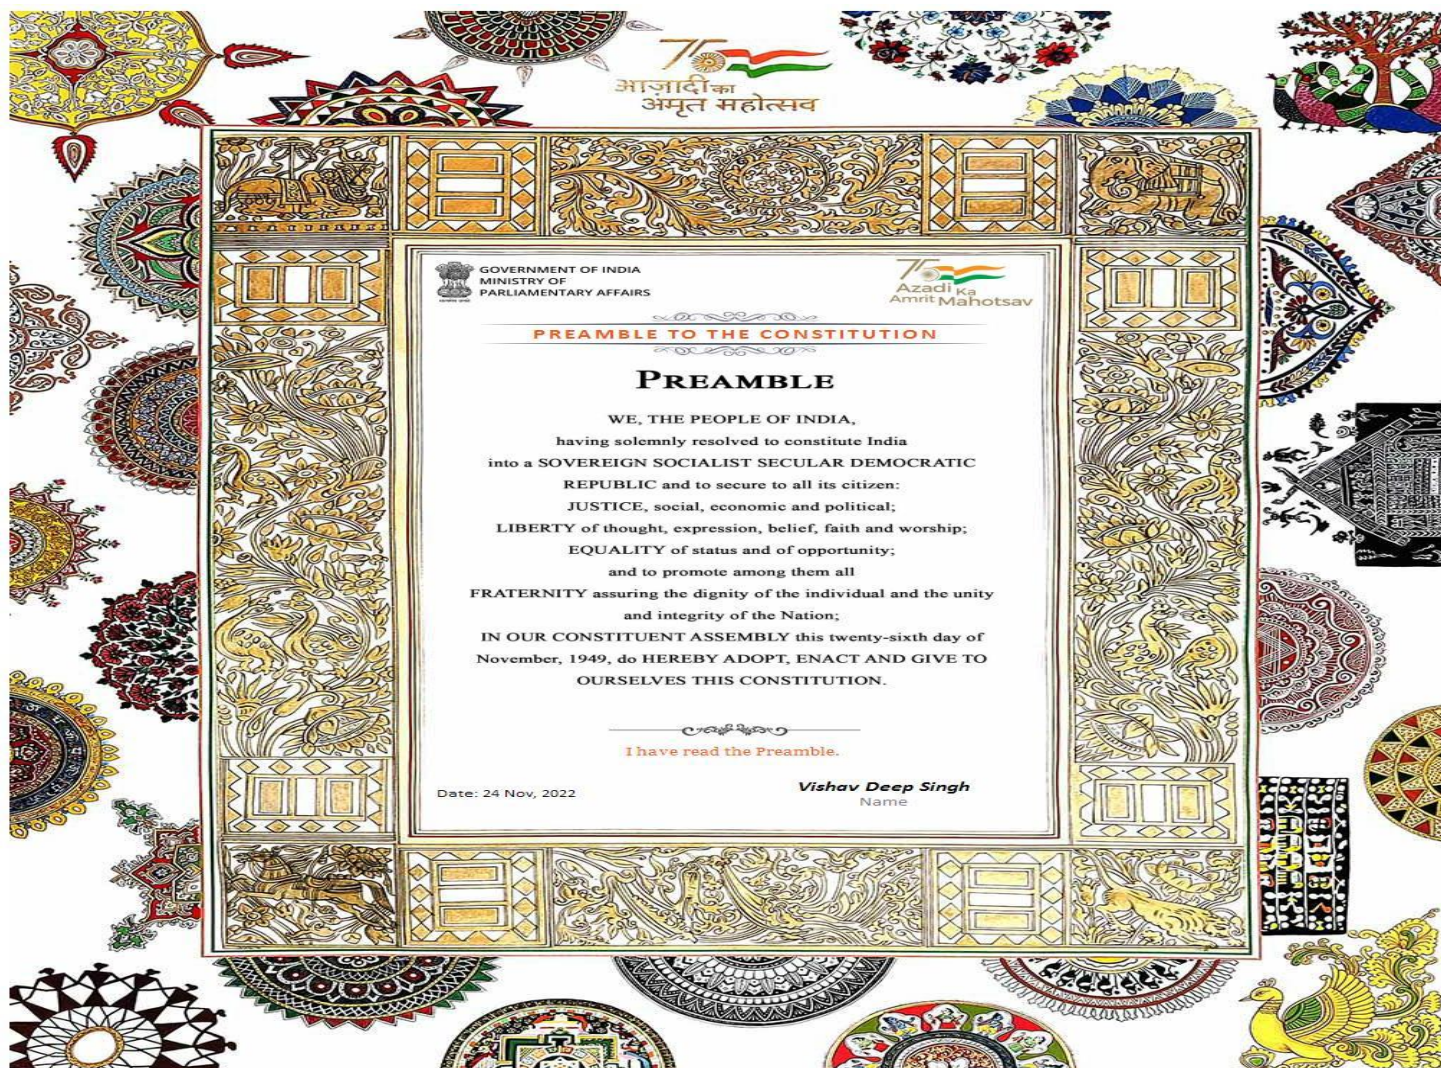 75
आज़ादी का
अमृत महोत्सव
GOVERNMENT OF INDIA
MINISTRY OF
PARLIAMENTARY AFFAIRS
75
Azadi Ka
Amrit Mahotsav
PREAMBLE TO THE CONSTITUTION
PREAMBLE
WE, THE PEOPLE OF INDIA,
having solemnly resolved to constitute India
into a SOVEREIGN SOCIALIST SECULAR DEMOCRATIC
REPUBLIC and to secure to all its citizen:
JUSTICE, social, economic and political;
LIBERTY of thought, expression, belief, faith and worship;
EQUALITY of status and of opportunity;
and to promote among them all
FRATERNITY assuring the dignity of the individual and the unity
and integrity of the Nation;
IN OUR CONSTITUENT ASSEMBLY this twenty-sixth day of
November, 1949, do HEREBY ADOPT, ENACT AND GIVE TO
OURSELVES THIS CONSTITUTION.
I have read the Preamble.
Date: 24 Nov, 2022
Vishav Deep Singh
Name